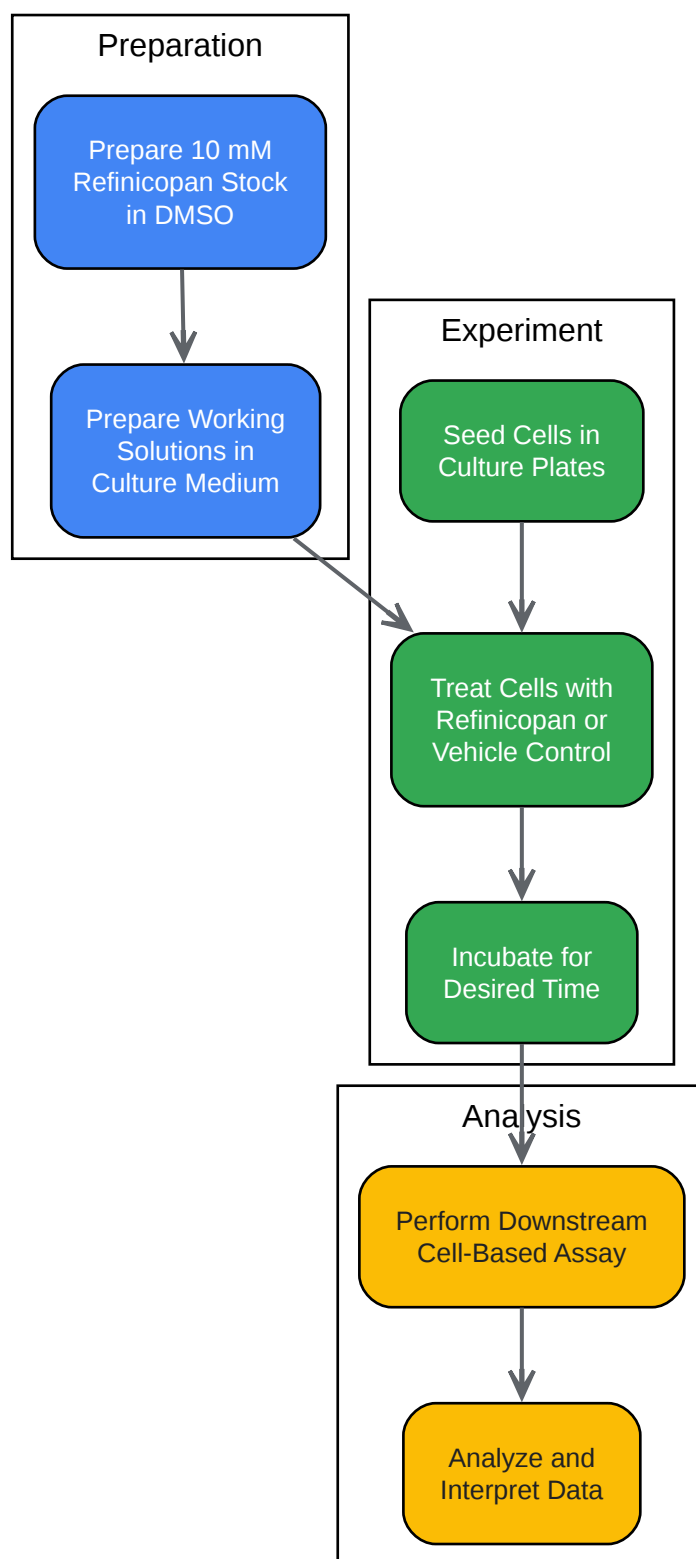 Preparation
Prepare 10 mM
Refinicopan Stock
in DMSO
Prepare Working
Solutions in
Culture Medium
Experiment
Seed Cells in
Culture Plates
Treat Cells with
Refinicopan or
Vehicle Control
Incubate for
Desired Time
Analysis
Perform Downstream
Cell-Based Assay
Analyze and
Interpret Data